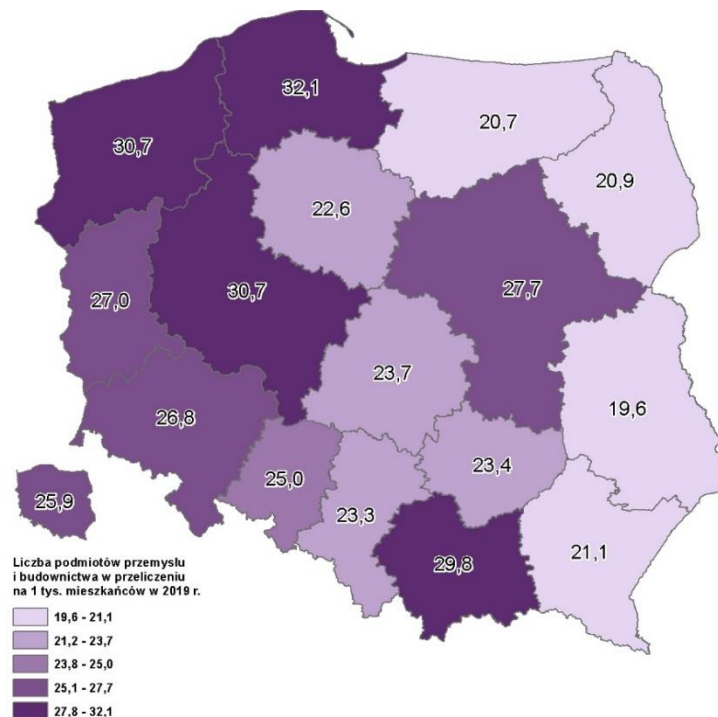 32,1
30,7
20,7
20,9
22,6
30,7
27,7
27,0
23,7
26,8
19,6
25,0
23,4
25,9
23,3
29,8
21,1
Liczba podmiotów przemysłu
i budownictwa w przeliczeniu
na 1 tys. mieszkańców w 2019 r.
19,6 - 21,1
21,2 - 23,7
23,8 - 25,0
25,1 - 27,7
27,8 - 32,1